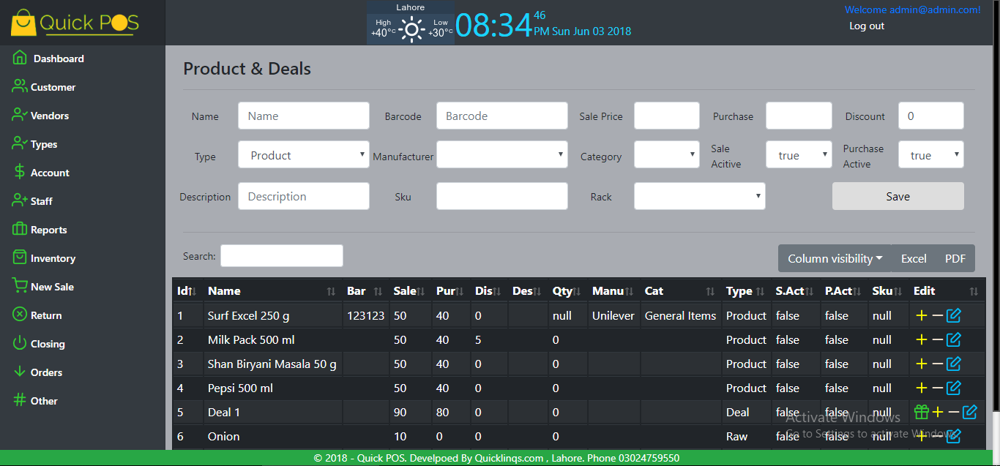 Quick POS
Lahore
High +40°c
Low +30°c
08:34 46 PM Sun Jun 03 2018
Welcome admin@admin.com!
Log out
Dashboard
Customer
Vendors
Types
Account
Staff
Reports
Inventory
New Sale
Return
Closing
Orders
Other
Product & Deals
Name Name Barcode Barcode Sale Price Purchase Discount 0
Type Product Manufacturer Category Sale Acitive true Purchase Active true
Description Description Sku Rack Save
Search: Column visibility Excel PDF
Id Name Bar Sale Pur Dis Des Qty Manu Cat Type S.Act P.Act Sku Edit
1 Surf Excel 250 g 123123 50 40 0 null Unilever General Items Product false false null
2 Milk Pack 500 ml 50 40 5 0 Product false false null
3 Shan Biryani Masala 50 g 50 40 0 0 Product false false null
4 Pepsi 500 ml 50 40 0 0 Product false false null
5 Deal 1 90 80 0 0 Deal false false null
6 Onion 10 0 0 0 Raw false false null
Activate Windows
Go to Settings to activate Windows.
© 2018 - Quick POS. Develpoed By Quicklinqs.com , Lahore. Phone 03024759550